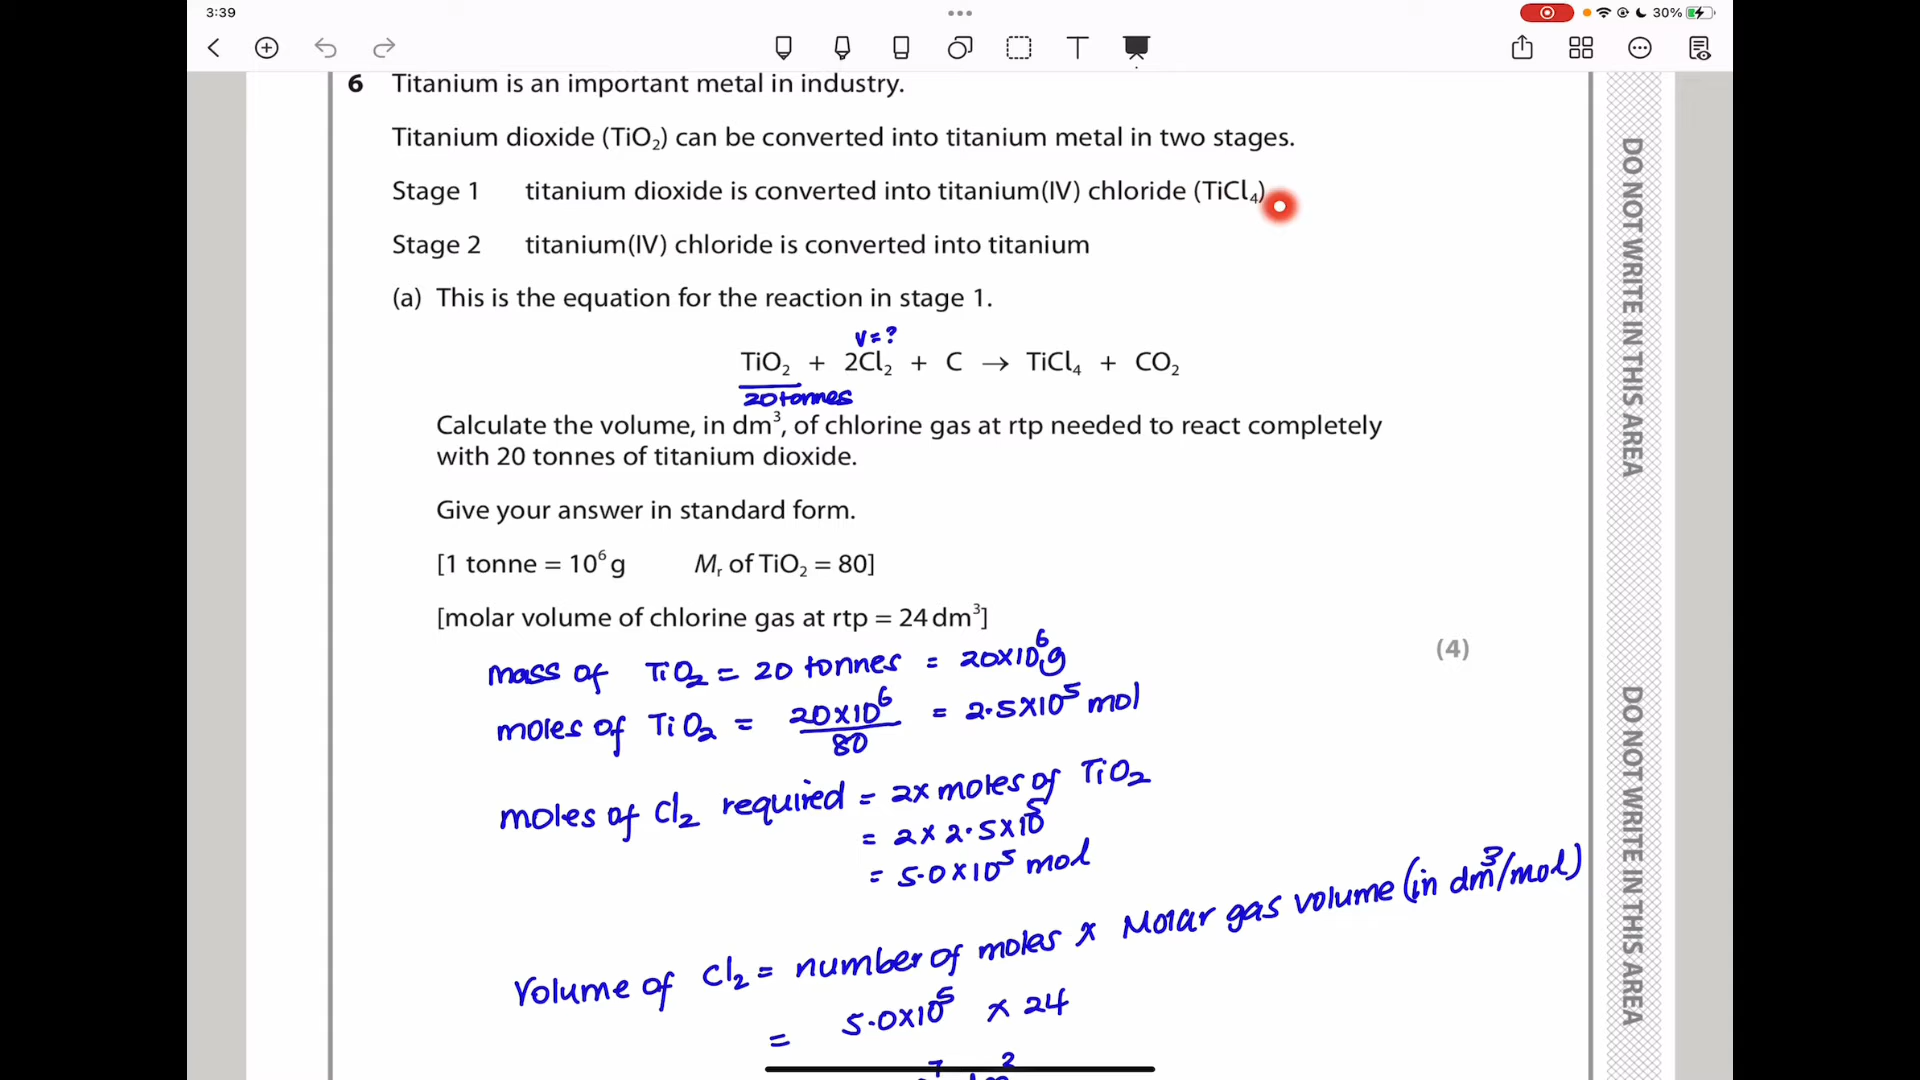 3:39
30%
6 Titanium is an important metal in industry.
Titanium dioxide (TiO₂) can be converted into titanium metal in two stages.
Stage 1 titanium dioxide is converted into titanium(IV) chloride (TiCl₄)
Stage 2 titanium(IV) chloride is converted into titanium
(a) This is the equation for the reaction in stage 1.
V=?
TiO₂ + 2Cl₂ + C → TiCl₄ + CO₂
20 tonnes
Calculate the volume, in dm³, of chlorine gas at rtp needed to react completely
with 20 tonnes of titanium dioxide.
Give your answer in standard form.
[1 tonne = 10⁶ g Mᵣ of TiO₂ = 80]
[molar volume of chlorine gas at rtp = 24 dm³]
(4)
mass of TiO₂ = 20 tonnes = 20×10⁶ g
moles of TiO₂ = 20×10⁶ / 80 = 2.5×10⁵ mol
moles of Cl₂ required = 2× moles of TiO₂
= 2 × 2.5×10⁵
= 5.0×10⁵ mol
Volume of Cl₂ = number of moles × Molar gas volume (in dm³/mol)
= 5.0×10⁵ × 24
DO NOT WRITE IN THIS AREA
DO NOT WRITE IN THIS AREA